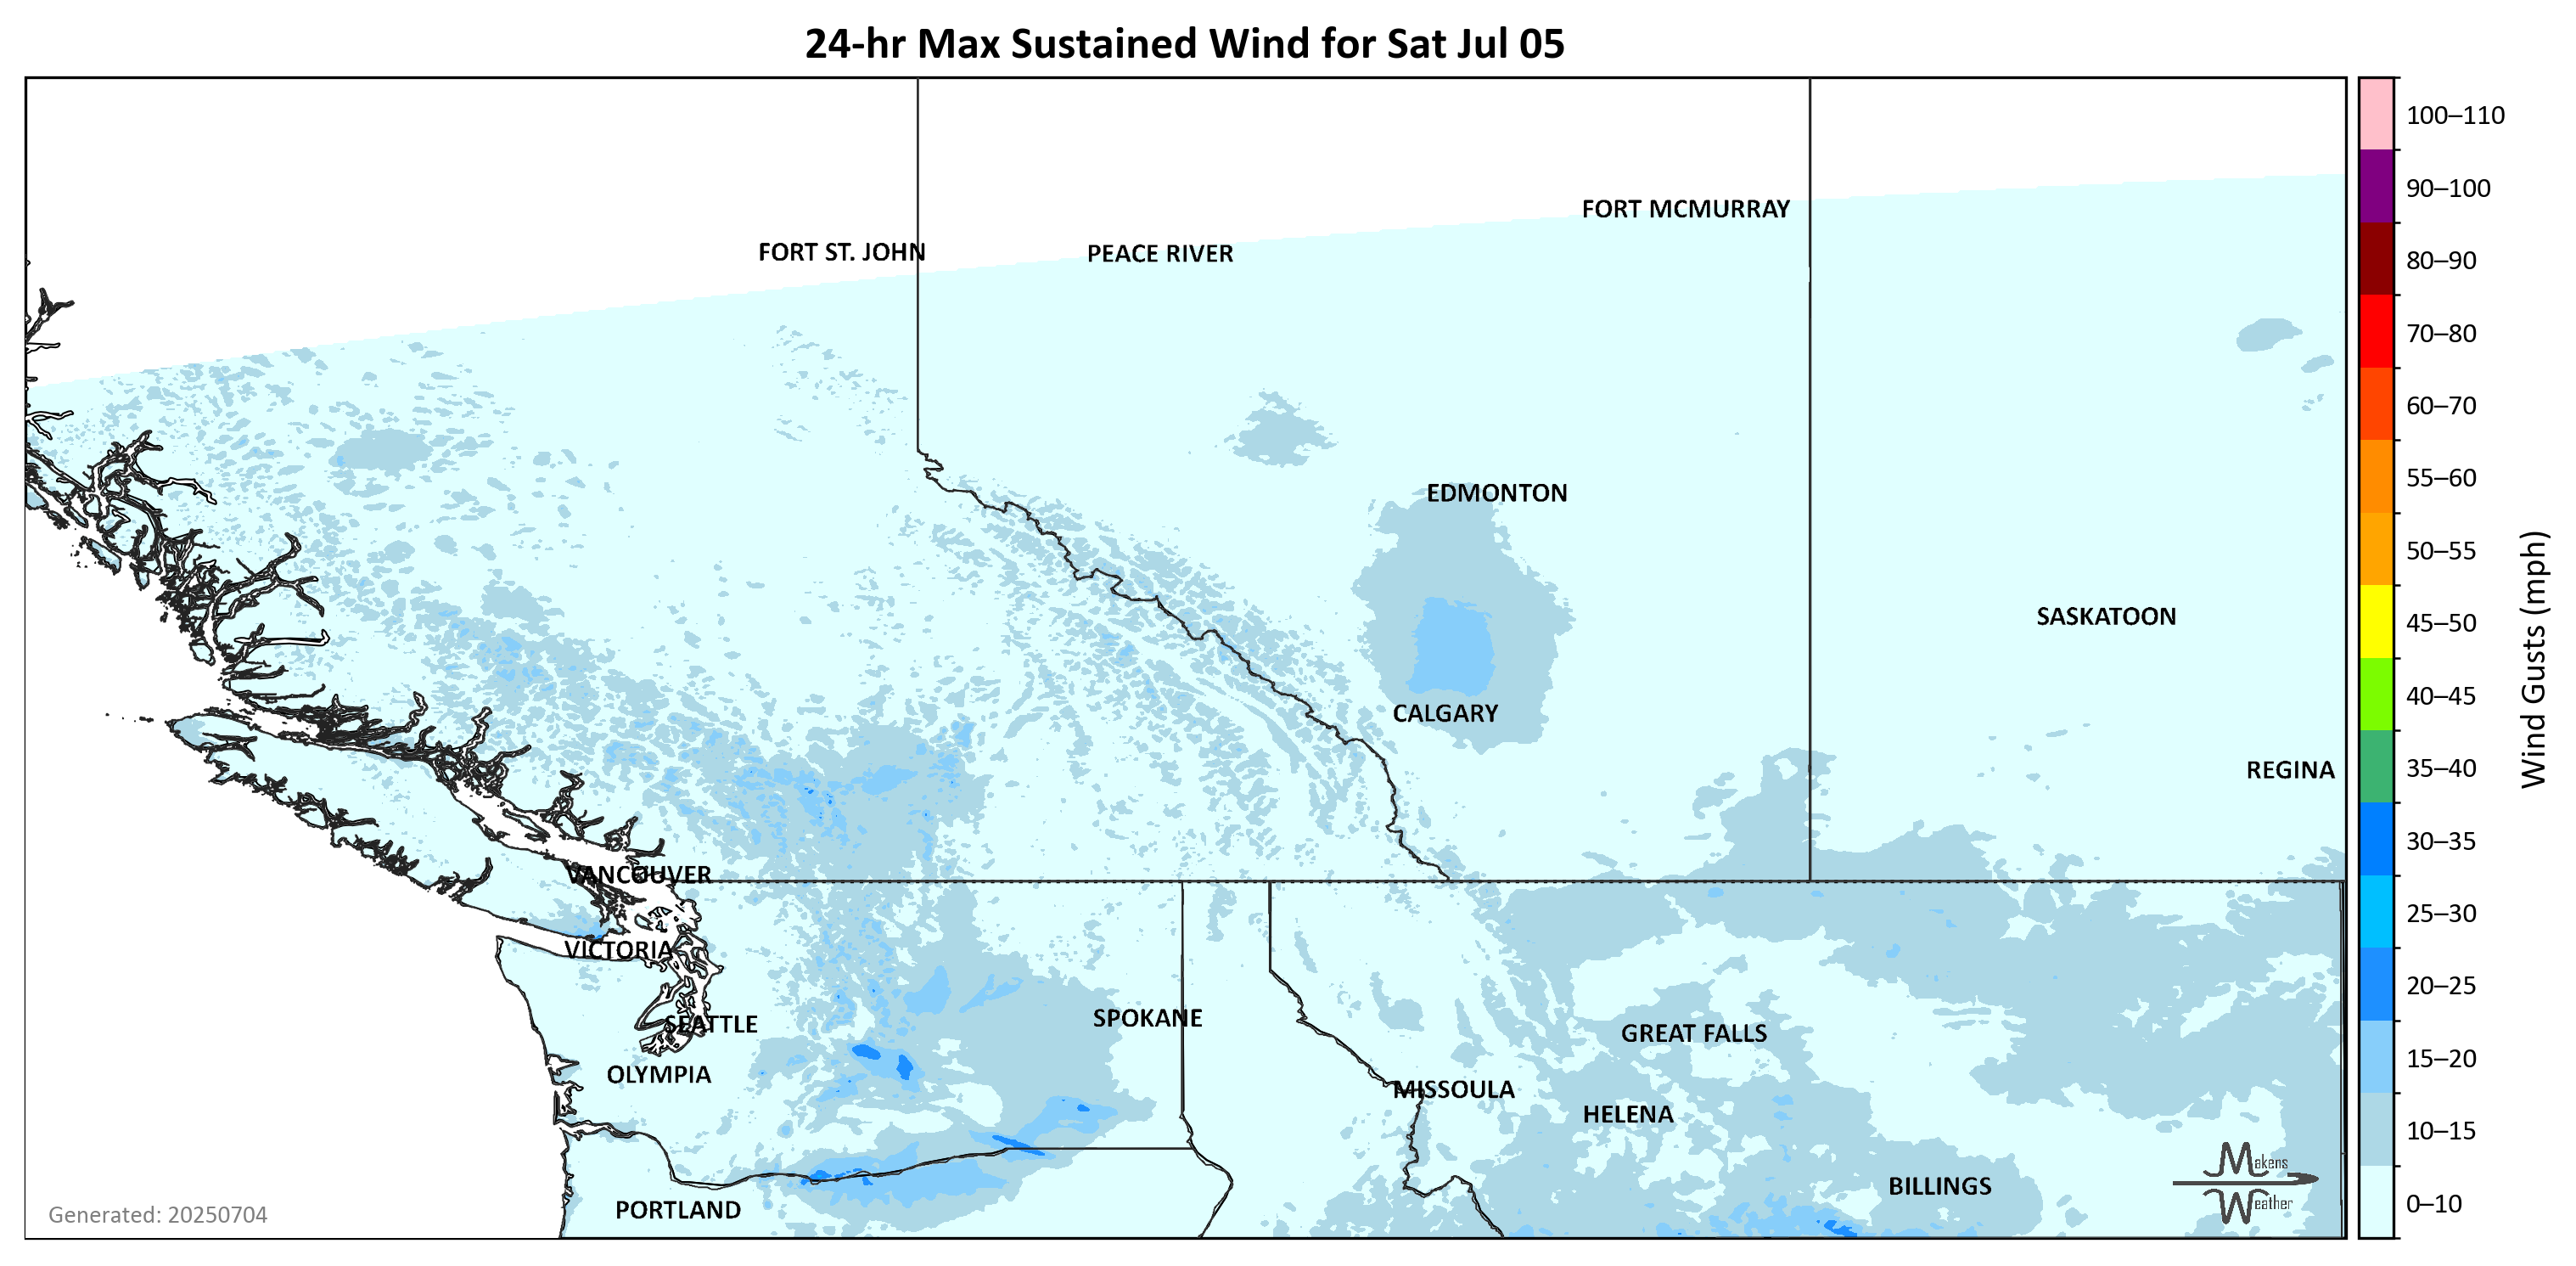 24-hr Max Sustained Wind for Sat Jul 05
100–110
90–100
80–90
70–80
60–70
55–60
50–55
45–50
40–45
35–40
30–35
25–30
20–25
15–20
10–15
0–10
Wind Gusts (mph)
FORT MCMURRAY
FORT ST. JOHN
PEACE RIVER
EDMONTON
SASKATOON
CALGARY
REGINA
VANCOUVER
VICTORIA
SPOKANE
SEATTLE
GREAT FALLS
OLYMPIA
MISSOULA
HELENA
BILLINGS
PORTLAND
Makens
Weather
Generated: 20250704